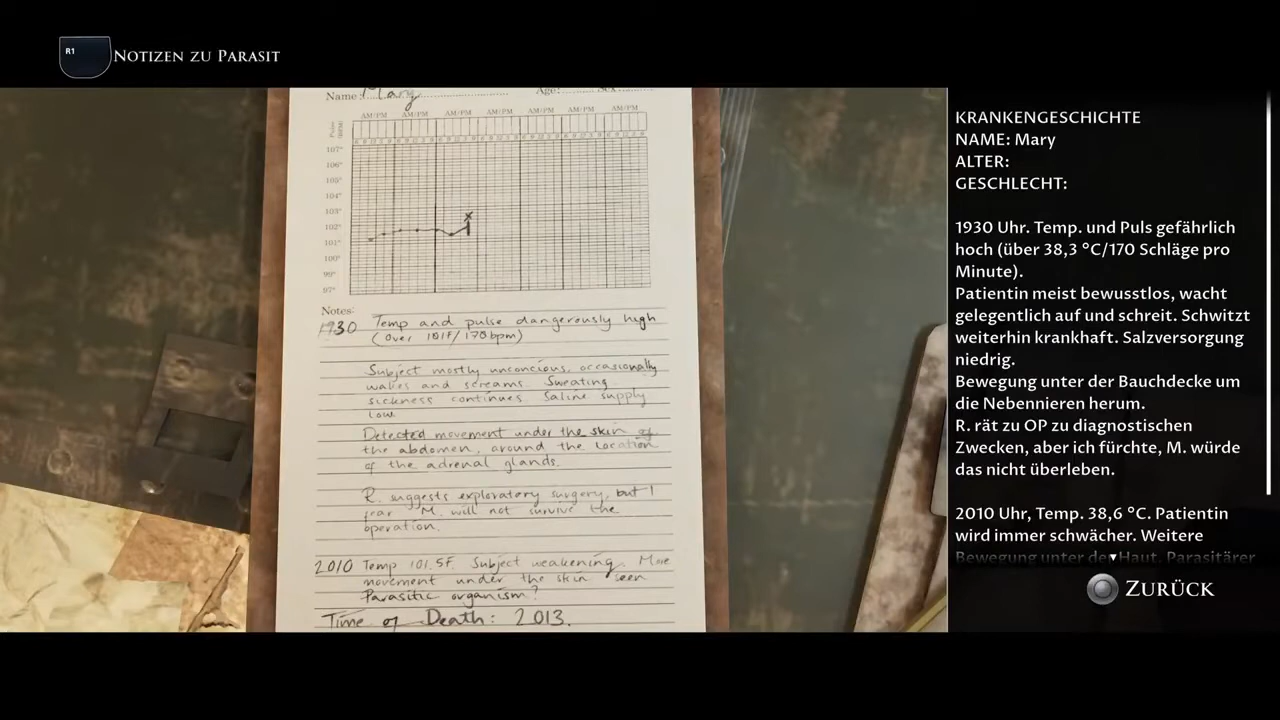 R1
NOTIZEN ZU PARASIT
Name: Mary
Age: Sex
AM/PM AM/PM AM/PM AM/PM AM/PM AM/PM AM/PM
107°
106°
105°
104°
103°
102°
101°
100°
99°
97°
Notes:
1930 Temp and pulse dangerously high
(over 101F/170bpm)
Subject mostly unconcious, occasionally
wakes and screams. Sweating
sickness continues. Saline supply
low.
Detected movement under the skin of
the abdomen, around the location
of the adrenal glands.
R. suggests exploratory surgery, but I
fear M. will not survive the
operation.
2010 Temp 101.5F. Subject weakening. More
movement under the skin seen
Parasitic organism?
Time of Death: 2013.
KRANKENGESCHICHTE
NAME: Mary
ALTER:
GESCHLECHT:
1930 Uhr. Temp. und Puls gefährlich
hoch (über 38,3 °C/170 Schläge pro
Minute).
Patientin meist bewusstlos, wacht
gelegentlich auf und schreit. Schwitzt
weiterhin krankhaft. Salzversorgung
niedrig.
Bewegung unter der Bauchdecke um
die Nebennieren herum.
R. rät zu OP zu diagnostischen
Zwecken, aber ich fürchte, M. würde
das nicht überleben.
2010 Uhr, Temp. 38,6 °C. Patientin
wird immer schwächer. Weitere
Bewegung unter der Haut. Parasitärer
ZURÜCK